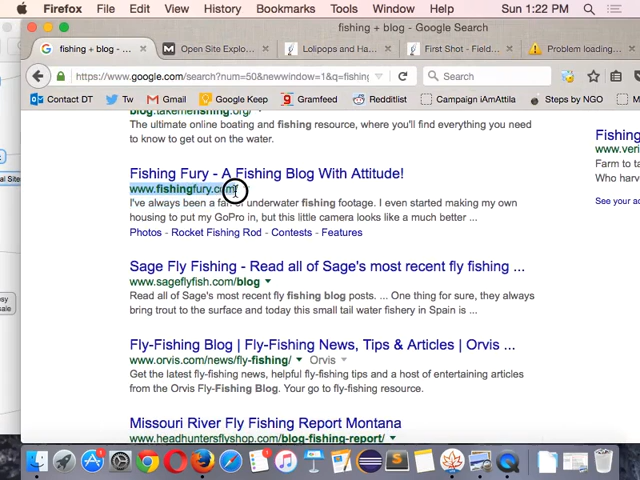 Firefox File Edit View History Bookmarks Tools Window Sun 1:22 PM
fishing + blog - Google Search
fishing + blog - ... Open Site Explo... Lolipops and Ha... First Shot - Field... Problem loading...
https://www.google.com/search?num=50&newwindow=1&q=fishin Search
Contact DT Tw Gmail Google Keep Gramfeed Redditlist Campaign iAmAttila Steps by NGO
blog.takemefishing.org/
The ultimate online boating and fishing resource, where you'll find everything you need
to know to get out on the water.
Fishing
www.veri
Farm to ta
Who harv
See your ad
Fishing Fury - A Fishing Blog With Attitude!
www.fishingfury.com/
I've always been a fan of underwater fishing footage. I even started making my own
housing to put my GoPro in, but this little camera looks like a much better ...
Photos - Rocket Fishing Rod - Contests - Features
Sage Fly Fishing - Read all of Sage's most recent fly fishing ...
www.sageflyfish.com/blog
Read all of Sage's most recent fly fishing blog posts. ... One thing for sure, they always
bring trout to the surface and today this small tail water fishery in Spain is ...
Fly-Fishing Blog | Fly-Fishing News, Tips & Articles | Orvis ...
www.orvis.com/news/fly-fishing/ Orvis
Get the latest fly-fishing news, helpful fly-fishing tips and a host of entertaining articles
from the Orvis Fly-Fishing Blog. Your go to fly-fishing resource.
Missouri River Fly Fishing Report Montana
www.headhuntersflyshop.com/blog-fishing-report/